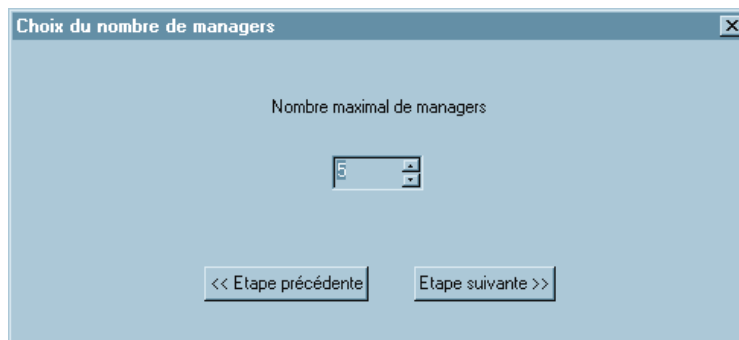 Choix du nombre de managers
Nombre maximal de managers
5
<< Etape précédente
Etape suivante >>